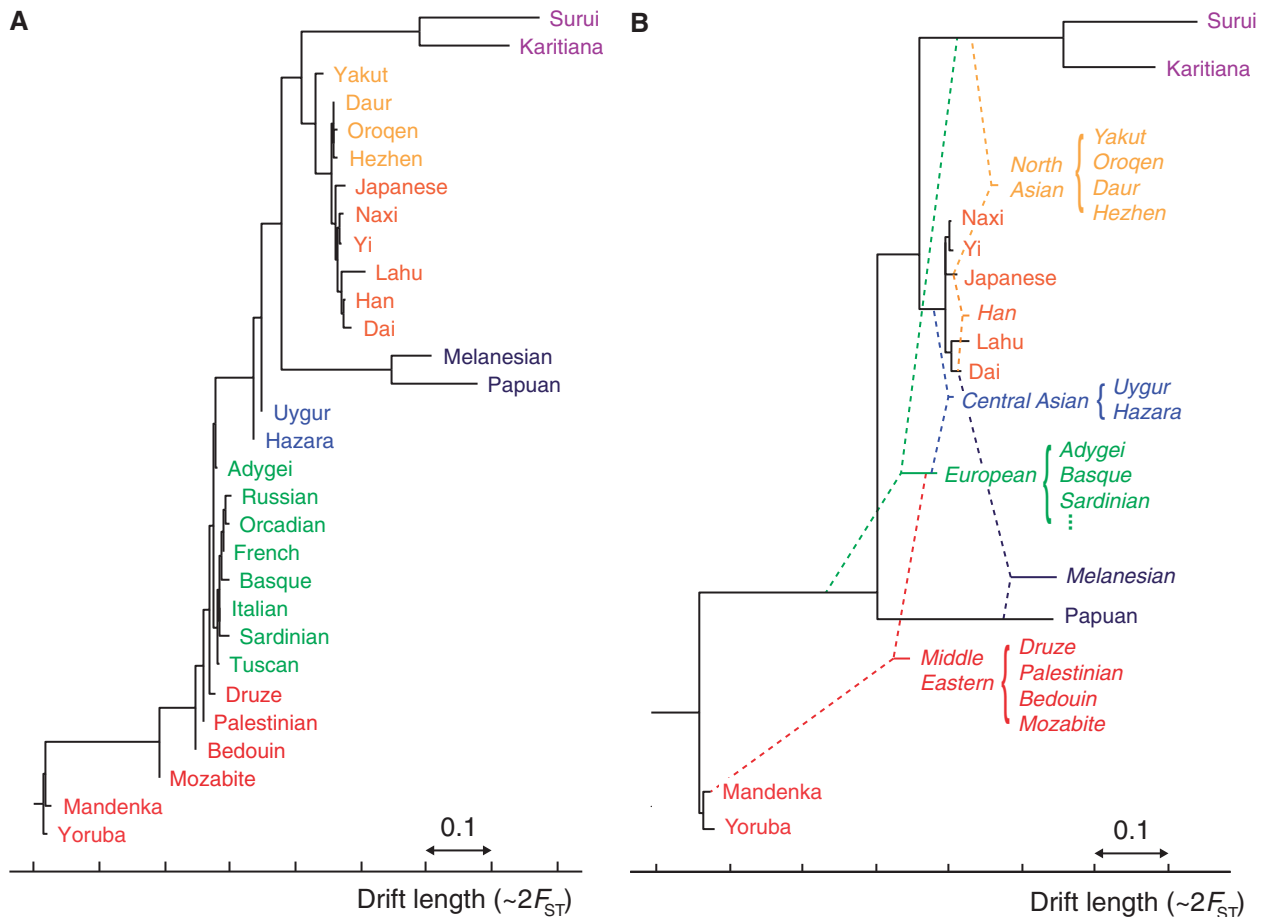 A
Surui
Karitiana
Yakut
Daur
Oroqen
Hezhen
Japanese
Naxi
Yi
Lahu
Han
Dai
Melanesian
Papuan
Uygur
Hazara
Adygei
Russian
Orcadian
French
Basque
Italian
Sardinian
Tuscan
Druze
Palestinian
Bedouin
Mozabite
Mandenka
Yoruba
0.1
Drift length (~2FST)
B
Surui
Karitiana
North
Asian
Yakut
Oroqen
Daur
Hezhen
Naxi
Yi
Japanese
Han
Lahu
Dai
Central Asian
Uygur
Hazara
European
Adygei
Basque
Sardinian
Melanesian
Papuan
Middle
Eastern
Druze
Palestinian
Bedouin
Mozabite
Mandenka
Yoruba
0.1
Drift length (~2FST)